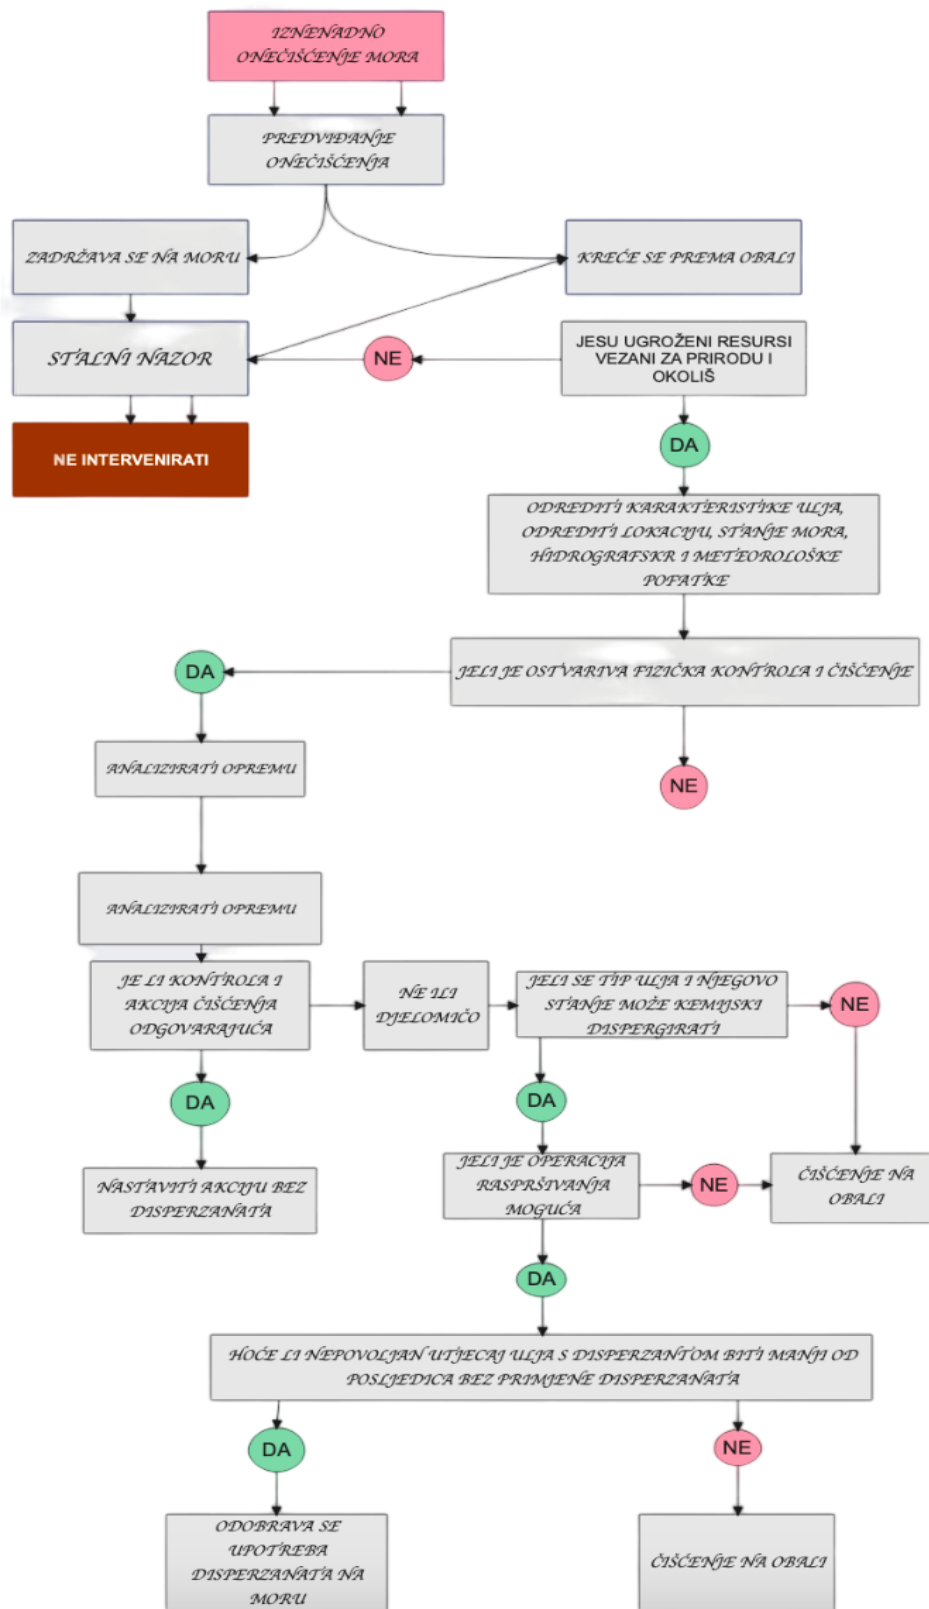 IZNENADNO
ONEČIŠĆENJE MORA
PREDVIĐANJE
ONEČIŠĆENJA
ZADRŽAVA SE NA MORU
KREĆE SE PREMA OBALI
STALNI NAZOR
NE
JESU UGROŽENI RESURSI
VEZANI ZA PRIRODU I
OKOLIŠ
NE INTERVENIRATI
DA
ODREDITI KARAKTERISTIKE ULJA,
ODREDITI LOKACIJU, STANJE MORA,
HIDROGRAFSKR I METEOROLOŠKE
POFATKE
DA
JELI JE OSTVARIVA FIZIČKA KONTROLA I ČIŠĆENJE
ANALIZIRATI OPREMU
NE
ANALIZIRATI OPREMU
JE LI KONTROLA I
AKCIJA ČIŠĆENJA
ODGOVARAJUĆA
NE ILI
DJELOMIČO
JELI SE TIP ULJA I NJEGOVO
STANJE MOŽE KEMIJSKI
DISPERGIRATI
NE
DA
DA
NASTAVITI AKCIJU BEZ
DISPERZANATA
JELI JE OPERACIJA
RASPRŠIVANJA
MOGUĆA
NE
ČIŠĆENJE NA
OBALI
DA
HOĆE LI NEPOVOLJAN UTJECAJ ULJA S DISPERZANTOM BITI MANJI OD
POSLJEDICA BEZ PRIMJENE DISPERZANATA
DA
NE
ODOBRAVA SE
UPOTREBA
DISPERZANATA NA
MORU
ČIŠĆENJE NA OBALI